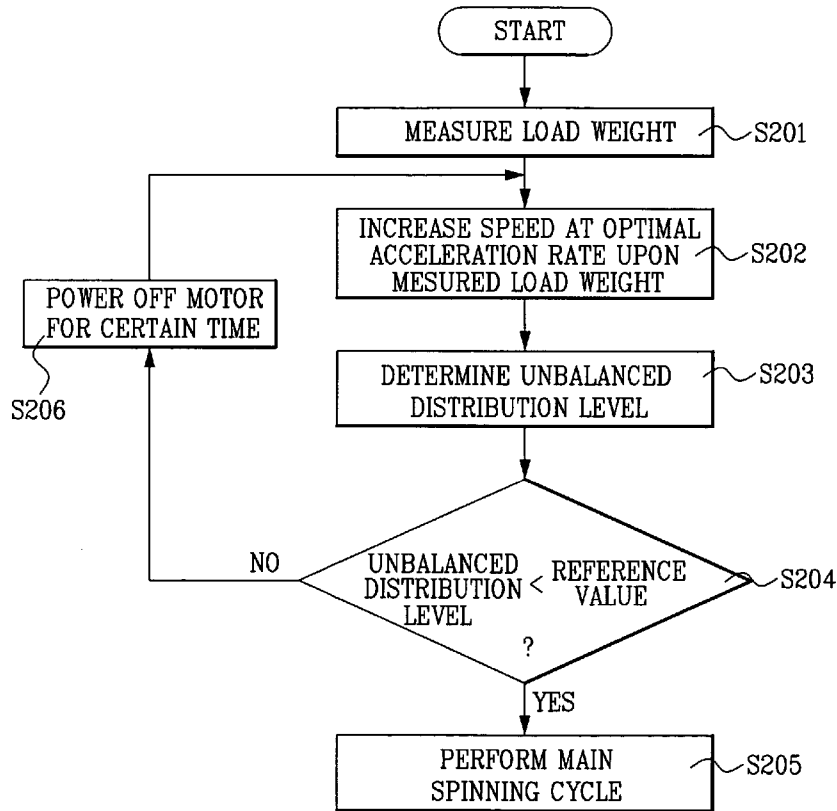 START
MEASURE LOAD WEIGHT
S201
INCREASE SPEED AT OPTIMAL
ACCELERATION RATE UPON
MESURED LOAD WEIGHT
S202
POWER OFF MOTOR
FOR CERTAIN TIME
S206
DETERMINE UNBALANCED
DISTRIBUTION LEVEL
S203
NO
UNBALANCED
DISTRIBUTION
LEVEL
<
REFERENCE
VALUE
?
S204
YES
PERFORM MAIN
SPINNING CYCLE
S205